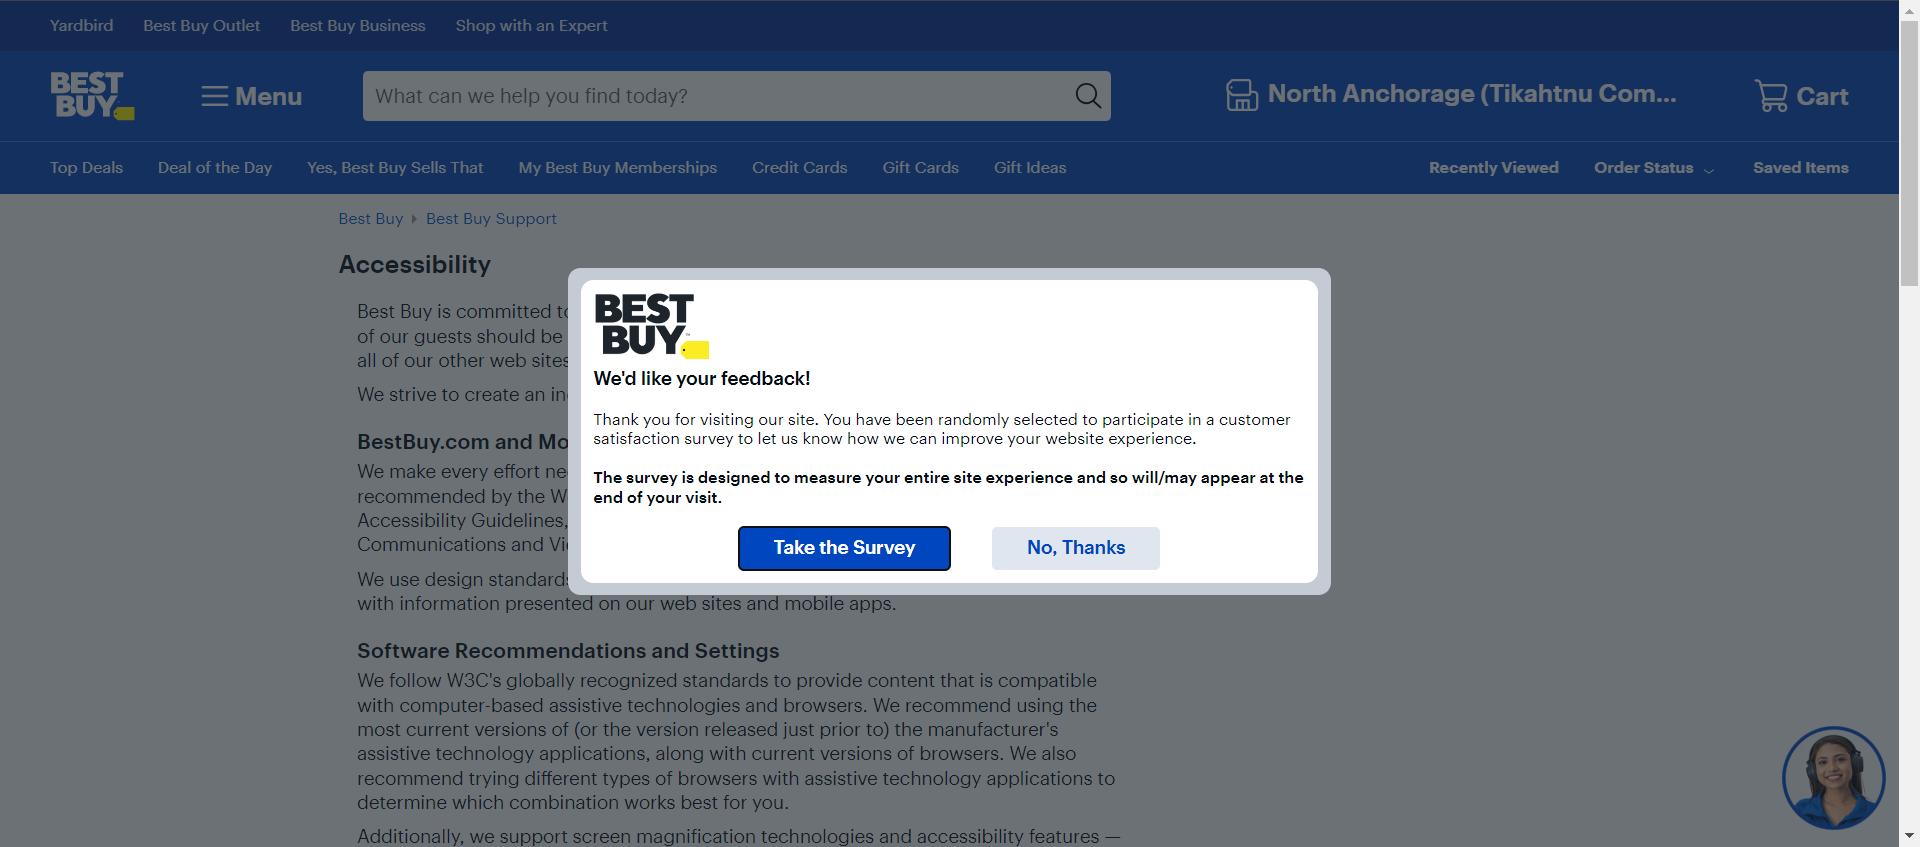 Yardbird Best Buy Outlet Best Buy Business Shop with an Expert
BEST
BUY
Menu
What can we help you find today?
North Anchorage (Tikahtnu Com...
Cart
Top Deals Deal of the Day Yes, Best Buy Sells That My Best Buy Memberships Credit Cards Gift Cards Gift Ideas Recently Viewed Order Status Saved Items
Best Buy Best Buy Support
Accessibility
Best Buy is committed to
of our guests should be
all of our other web sites
We strive to create an in
BestBuy.com and Mo
We make every effort ne
recommended by the W
Accessibility Guidelines,
Communications and Vi
We use design standards
with information presented on our web sites and mobile apps.
BEST
BUY
We'd like your feedback!
Thank you for visiting our site. You have been randomly selected to participate in a customer
satisfaction survey to let us know how we can improve your website experience.
The survey is designed to measure your entire site experience and so will/may appear at the
end of your visit.
Take the Survey No, Thanks
Software Recommendations and Settings
We follow W3C's globally recognized standards to provide content that is compatible
with computer-based assistive technologies and browsers. We recommend using the
most current versions of (or the version released just prior to) the manufacturer's
assistive technology applications, along with current versions of browsers. We also
recommend trying different types of browsers with assistive technology applications to
determine which combination works best for you.
Additionally, we support screen magnification technologies and accessibility features —